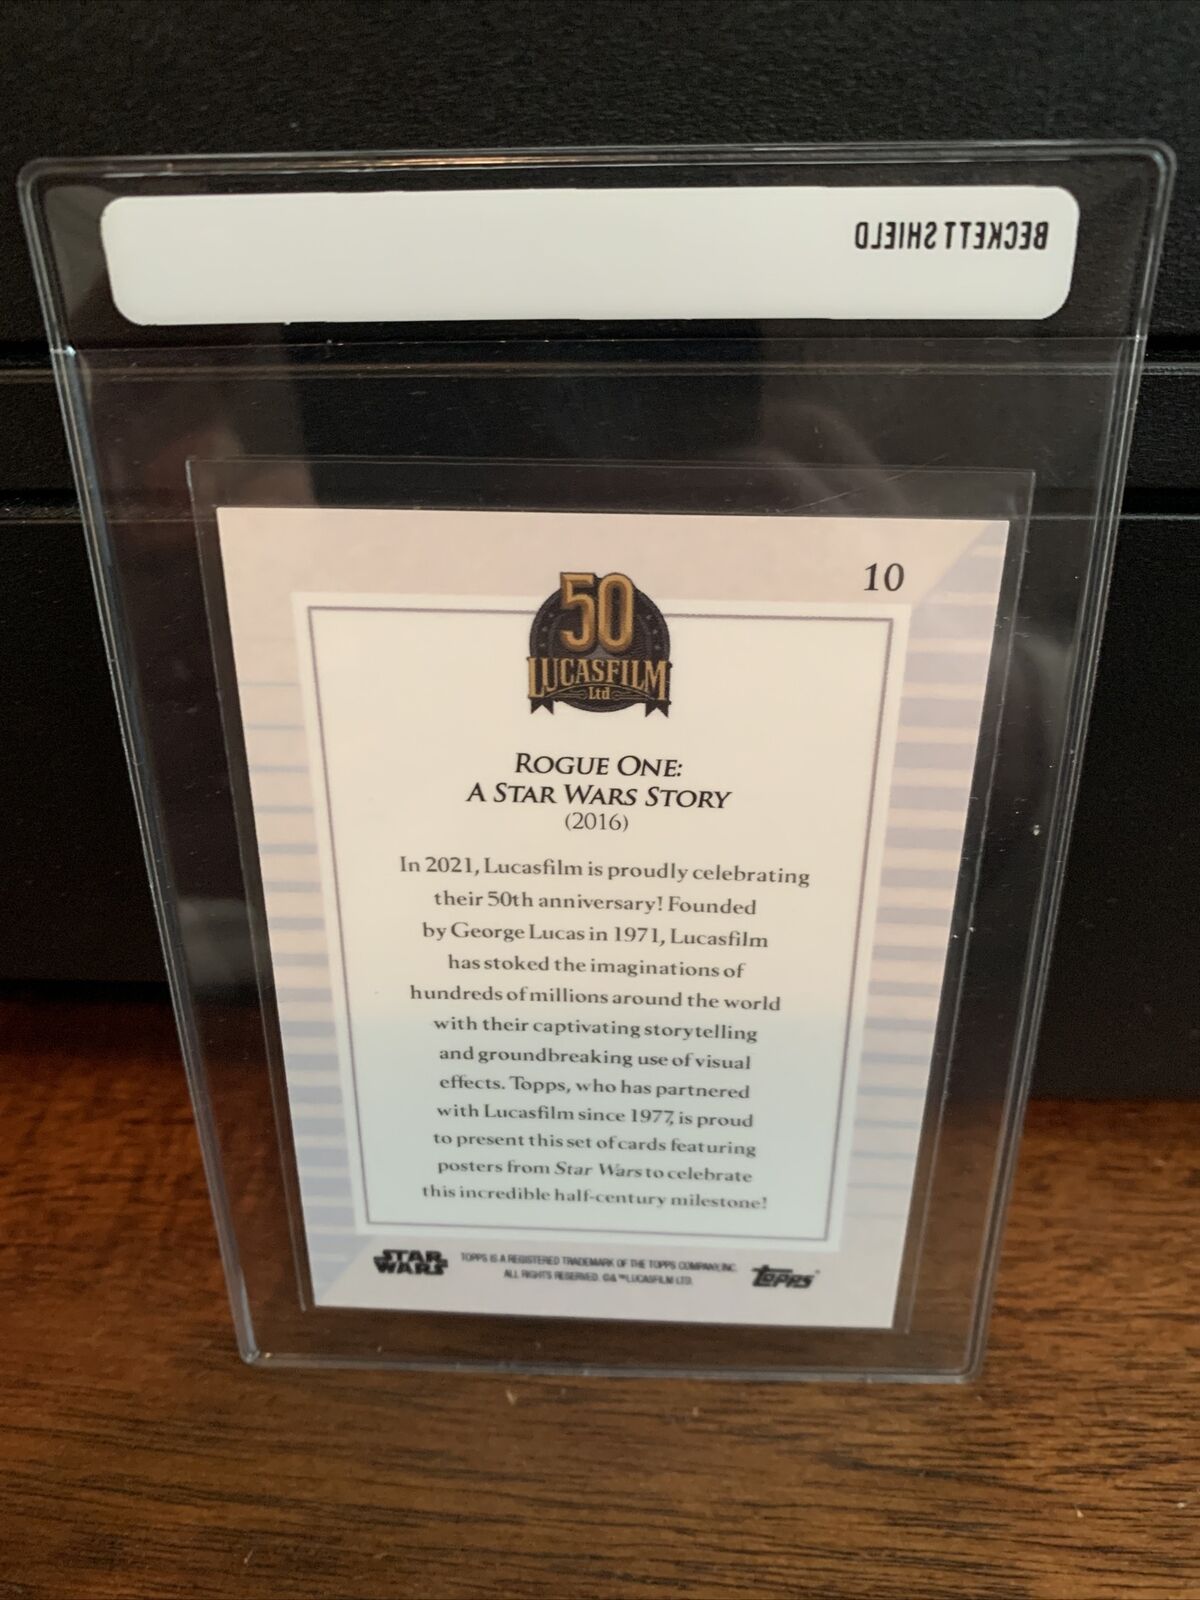 BECKETT SHIELD
10
50
LUCASFILM
Ltd
ROGUE ONE:
A STAR WARS STORY
(2016)
In 2021, Lucasfilm is proudly celebrating
their 50th anniversary! Founded
by George Lucas in 1971, Lucasfilm
has stoked the imaginations of
hundreds of millions around the world
with their captivating storytelling
and groundbreaking use of visual
effects. Topps, who has partnered
with Lucasfilm since 1977, is proud
to present this set of cards featuring
posters from Star Wars to celebrate
this incredible half-century milestone!
STAR
WARS
TOPPS IS A REGISTERED TRADEMARK OF THE TOPPS COMPANY, INC.
ALL RIGHTS RESERVED. © & ™ LUCASFILM LTD.
topps®